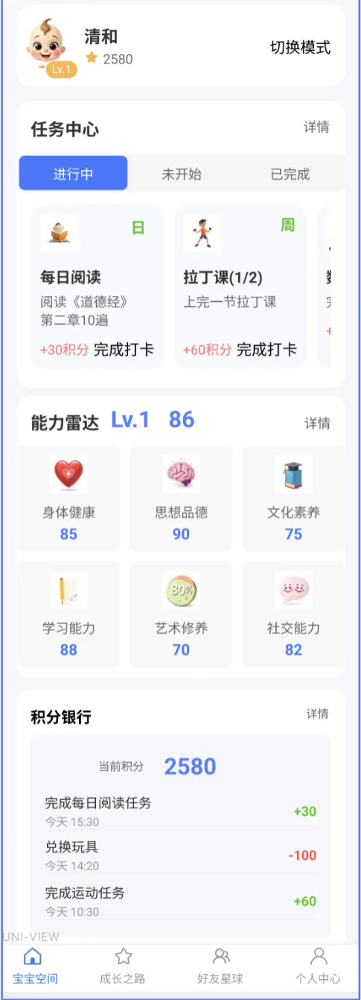 清和
Lv.1
2580
切换模式
任务中心
详情
进行中
未开始
已完成
日
每日阅读
阅读《道德经》
第二章10遍
+30积分 完成打卡
周
拉丁课(1/2)
上完一节拉丁课
+60积分 完成打卡
能力雷达 Lv.1 86
详情
身体健康
85
思想品德
90
文化素养
75
学习能力
88
80%
艺术修养
70
社交能力
82
积分银行
详情
当前积分 2580
完成每日阅读任务
今天 15:30
+30
兑换玩具
今天 14:20
-100
完成运动任务
今天 10:30
+60
UNI-VIEW
宝宝空间
成长之路
好友星球
个人中心